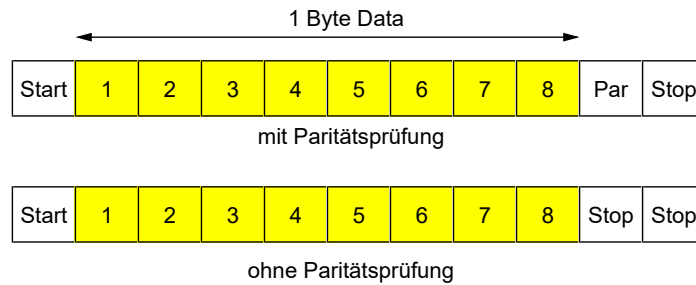 1 Byte Data
Start 1 2 3 4 5 6 7 8 Par Stop
mit Paritätsprüfung
Start 1 2 3 4 5 6 7 8 Stop Stop
ohne Paritätsprüfung